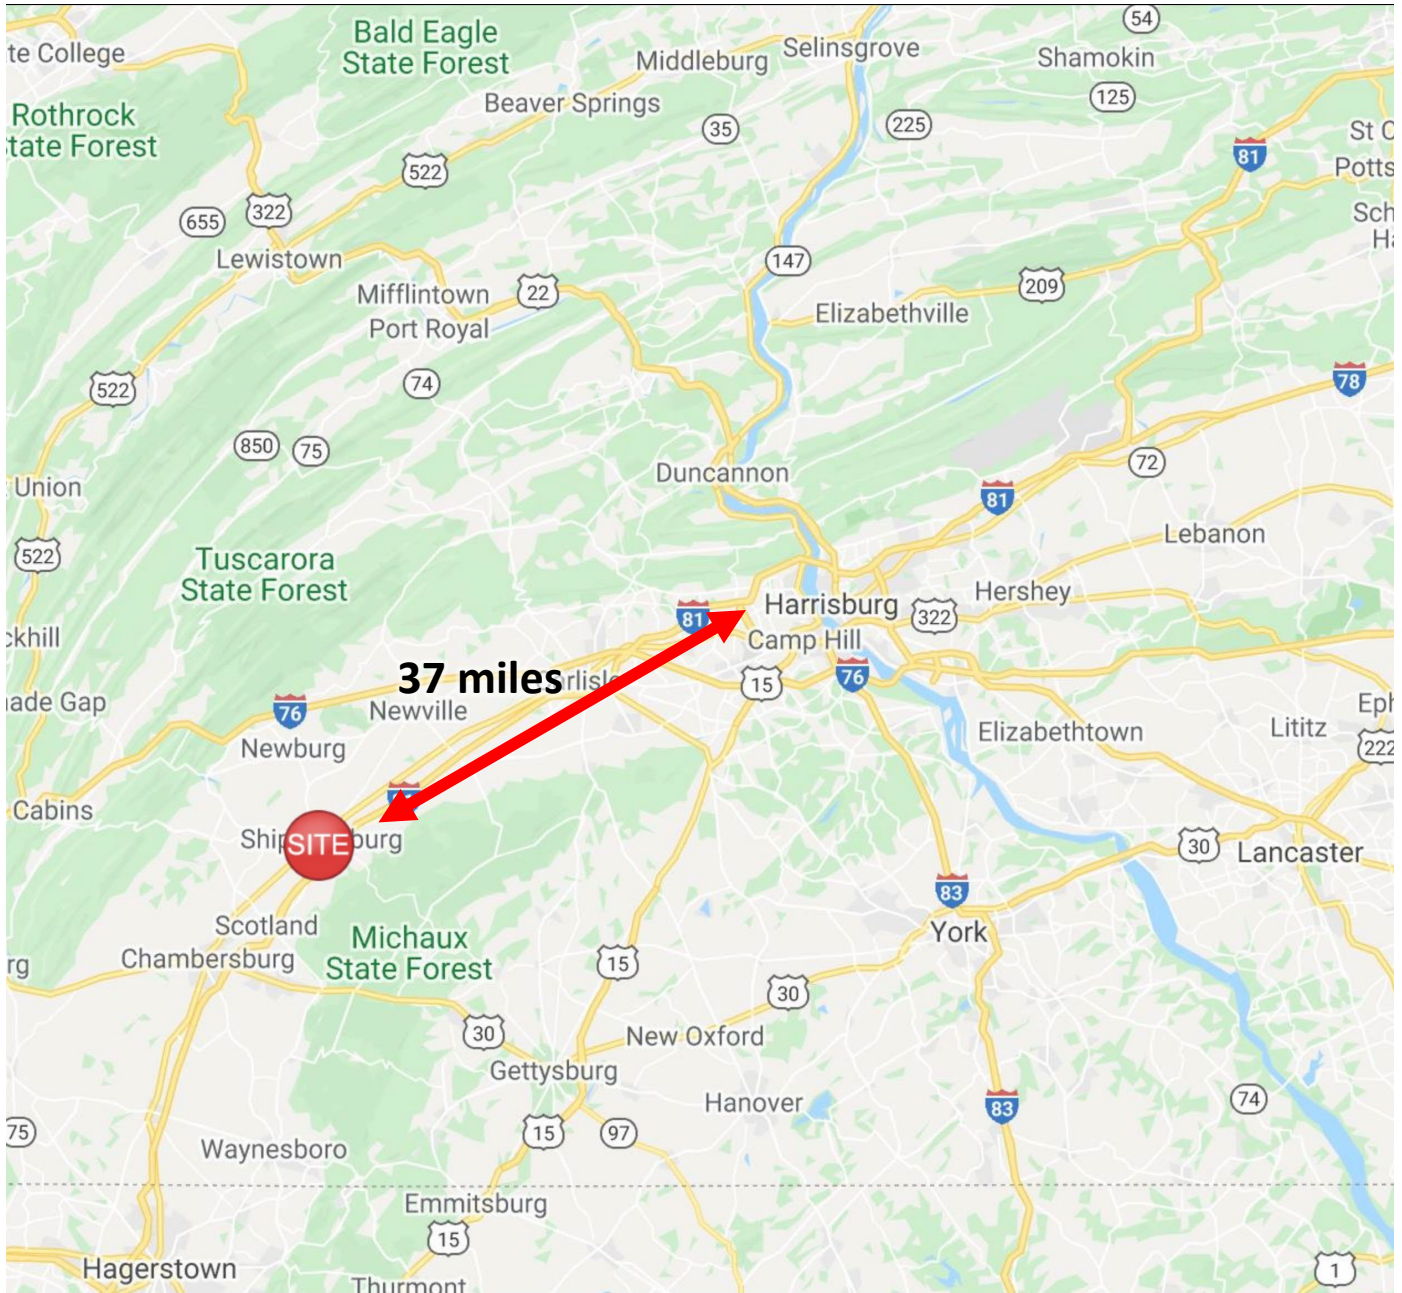 54
Bald Eagle
State Forest
te College
Middleburg
Selinsgrove
Shamokin
Beaver Springs
125
Rothrock
tate Forest
35
225
St C
81
Potts
522
655
322
Sch
Ha
Lewistown
147
Mifflintown
22
209
Port Royal
Elizabethville
74
522
78
850
75
72
Duncannon
Union
81
Lebanon
522
Tuscarora
State Forest
Hershey
Harrisburg
322
81
ckhill
Camp Hill
37 miles
arlisle
76
15
ade Gap
76
Newville
Eph
Lititz
Elizabethtown
Newburg
222
Cabins
Ship
SITE
burg
30
Lancaster
83
Scotland
York
Michaux
State Forest
Chambersburg
rg
15
30
30
New Oxford
Gettysburg
Hanover
83
74
75
15
97
Waynesboro
Emmitsburg
15
Hagerstown
Thurmont
1